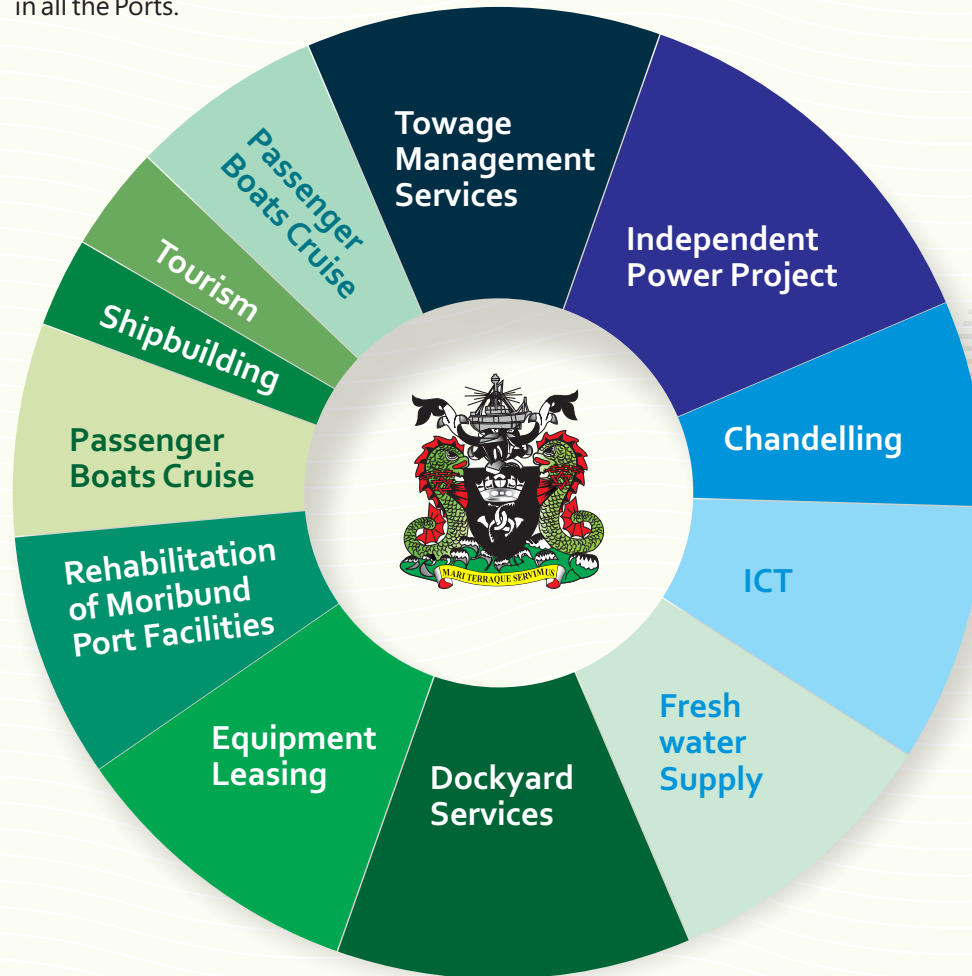 in all the Ports.
Towage
Management
Services
Independent
Power Project
Chandelling
ICT
Fresh
water
Supply
Dockyard
Services
Equipment
Leasing
Rehabilitation
of Moribund
Port Facilities
Passenger
Boats Cruise
Shipbuilding
Tourism
Passenger
Boats Cruise
MARI TERRAQUE SERVIMUS